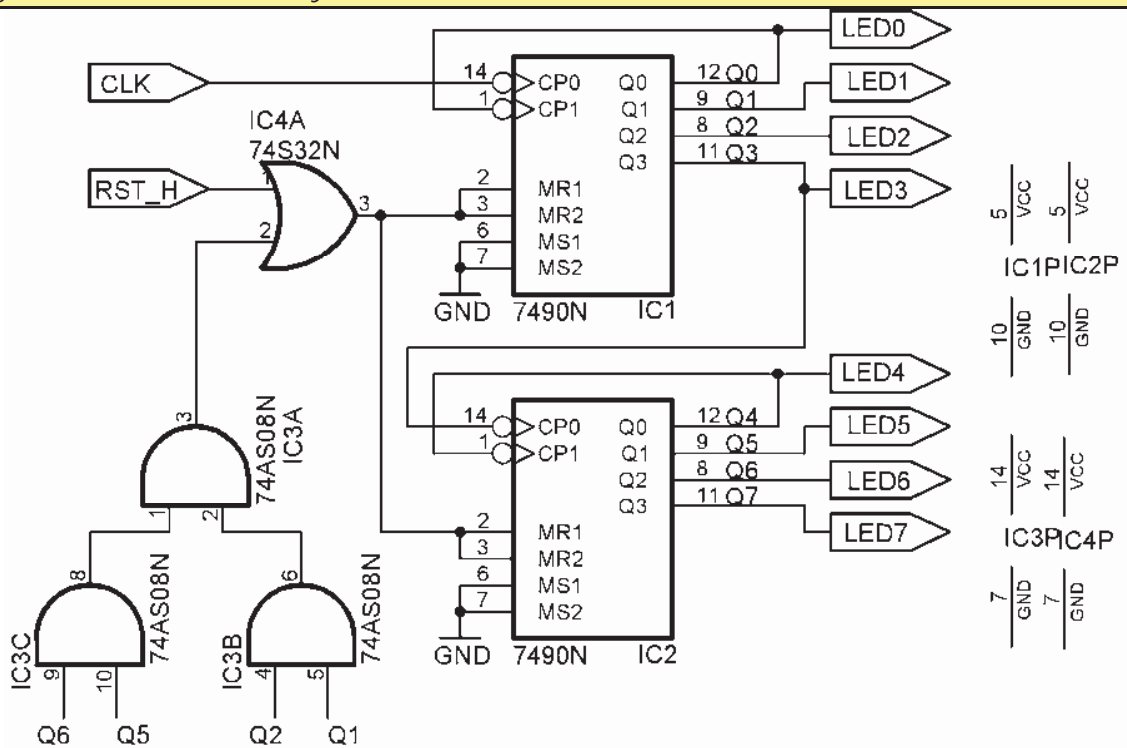 LED0
CLK
14
CP0
Q0
12 Q0
LED1
1
CP1
Q1
9 Q1
IC4A
74S32N
Q2
8 Q2
LED2
Q3
11 Q3
RST_H
1
2
3
2
MR1
3
MR2
6
MS1
7
MS2
LED3
GND
7490N
IC1
5
VCC
5
VCC
IC1P
IC2P
10
GND
10
GND
LED4
14
CP0
Q0
12 Q4
LED5
1
CP1
Q1
9 Q5
Q2
8 Q6
LED6
Q3
11 Q7
LED7
2
MR1
3
MR2
6
MS1
7
MS2
GND
7490N
IC2
14
VCC
14
VCC
IC3P
IC4P
7
GND
7
GND
3
74AS08N
IC3A
1
2
8
74AS08N
IC3C
9
10
6
74AS08N
IC3B
4
5
Q6
Q5
Q2
Q1